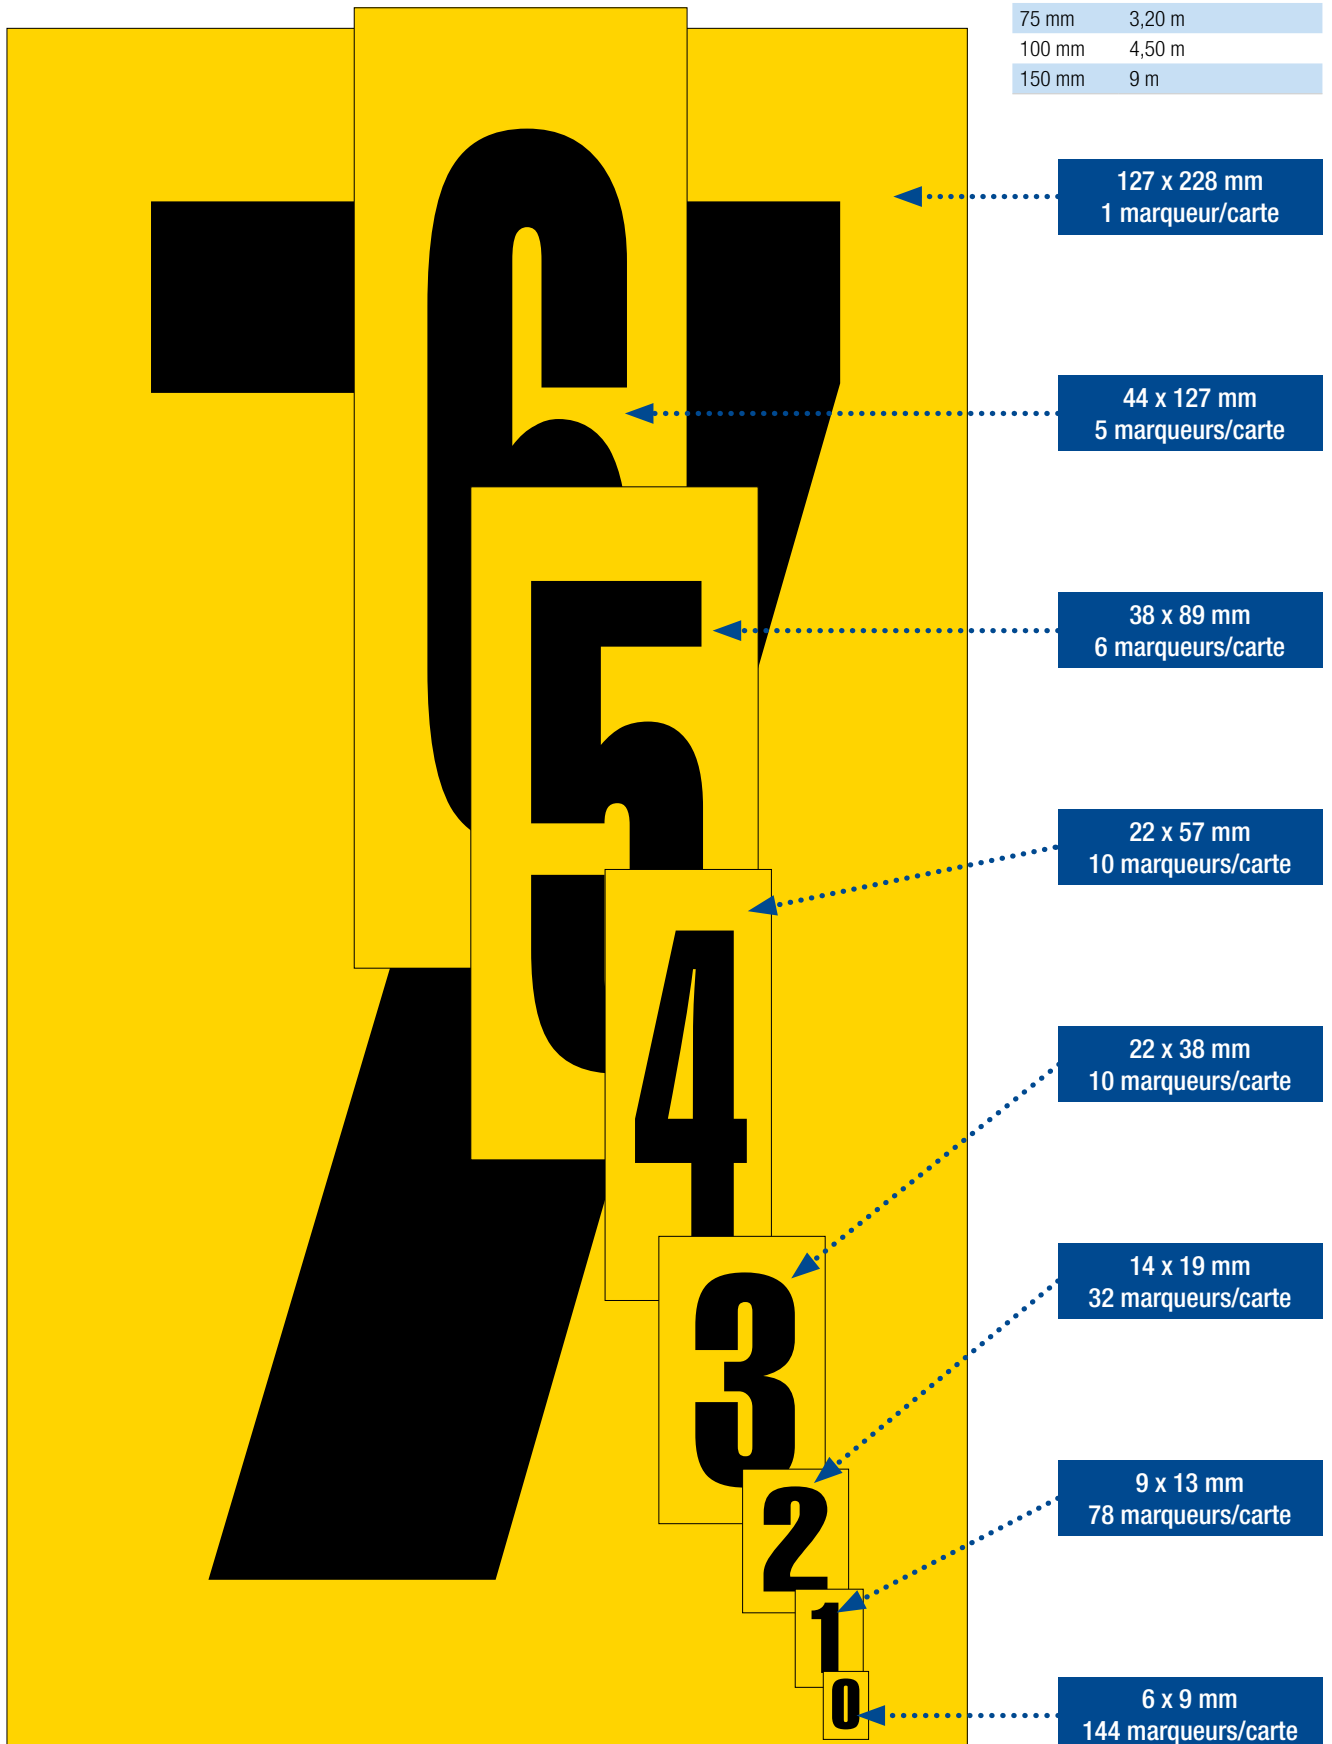 75 mm 3,20 m
100 mm 4,50 m
150 mm 9 m
127 x 228 mm
1 marqueur/carte
7
6
44 x 127 mm
5 marqueurs/carte
5
38 x 89 mm
6 marqueurs/carte
4
22 x 57 mm
10 marqueurs/carte
3
22 x 38 mm
10 marqueurs/carte
2
14 x 19 mm
32 marqueurs/carte
1
9 x 13 mm
78 marqueurs/carte
0
6 x 9 mm
144 marqueurs/carte